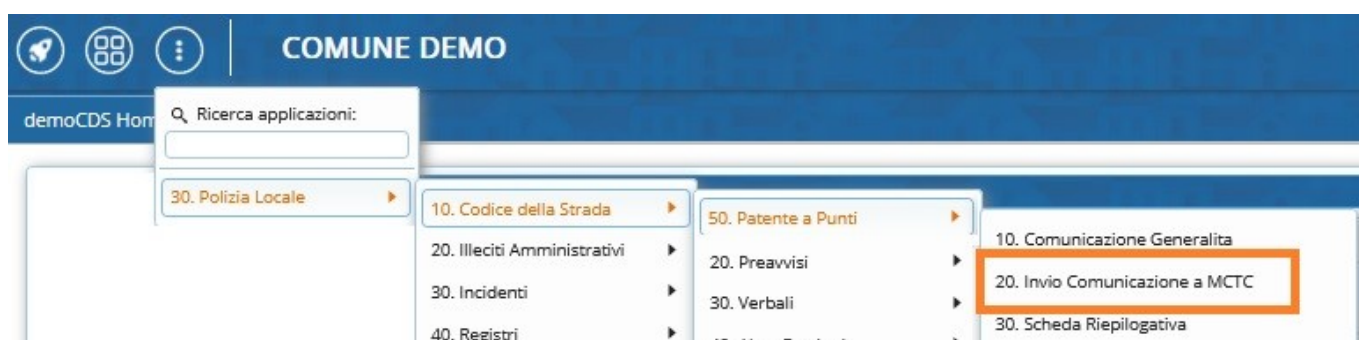 COMUNE DEMO
demoCDS Hom
Ricerca applicazioni:
30. Polizia Locale
10. Codice della Strada
20. Illeciti Amministrativi
30. Incidenti
40. Registri
50. Patente a Punti
20. Preavvisi
30. Verbali
10. Comunicazione Generalita
20. Invio Comunicazione a MCTC
30. Scheda Riepilogativa